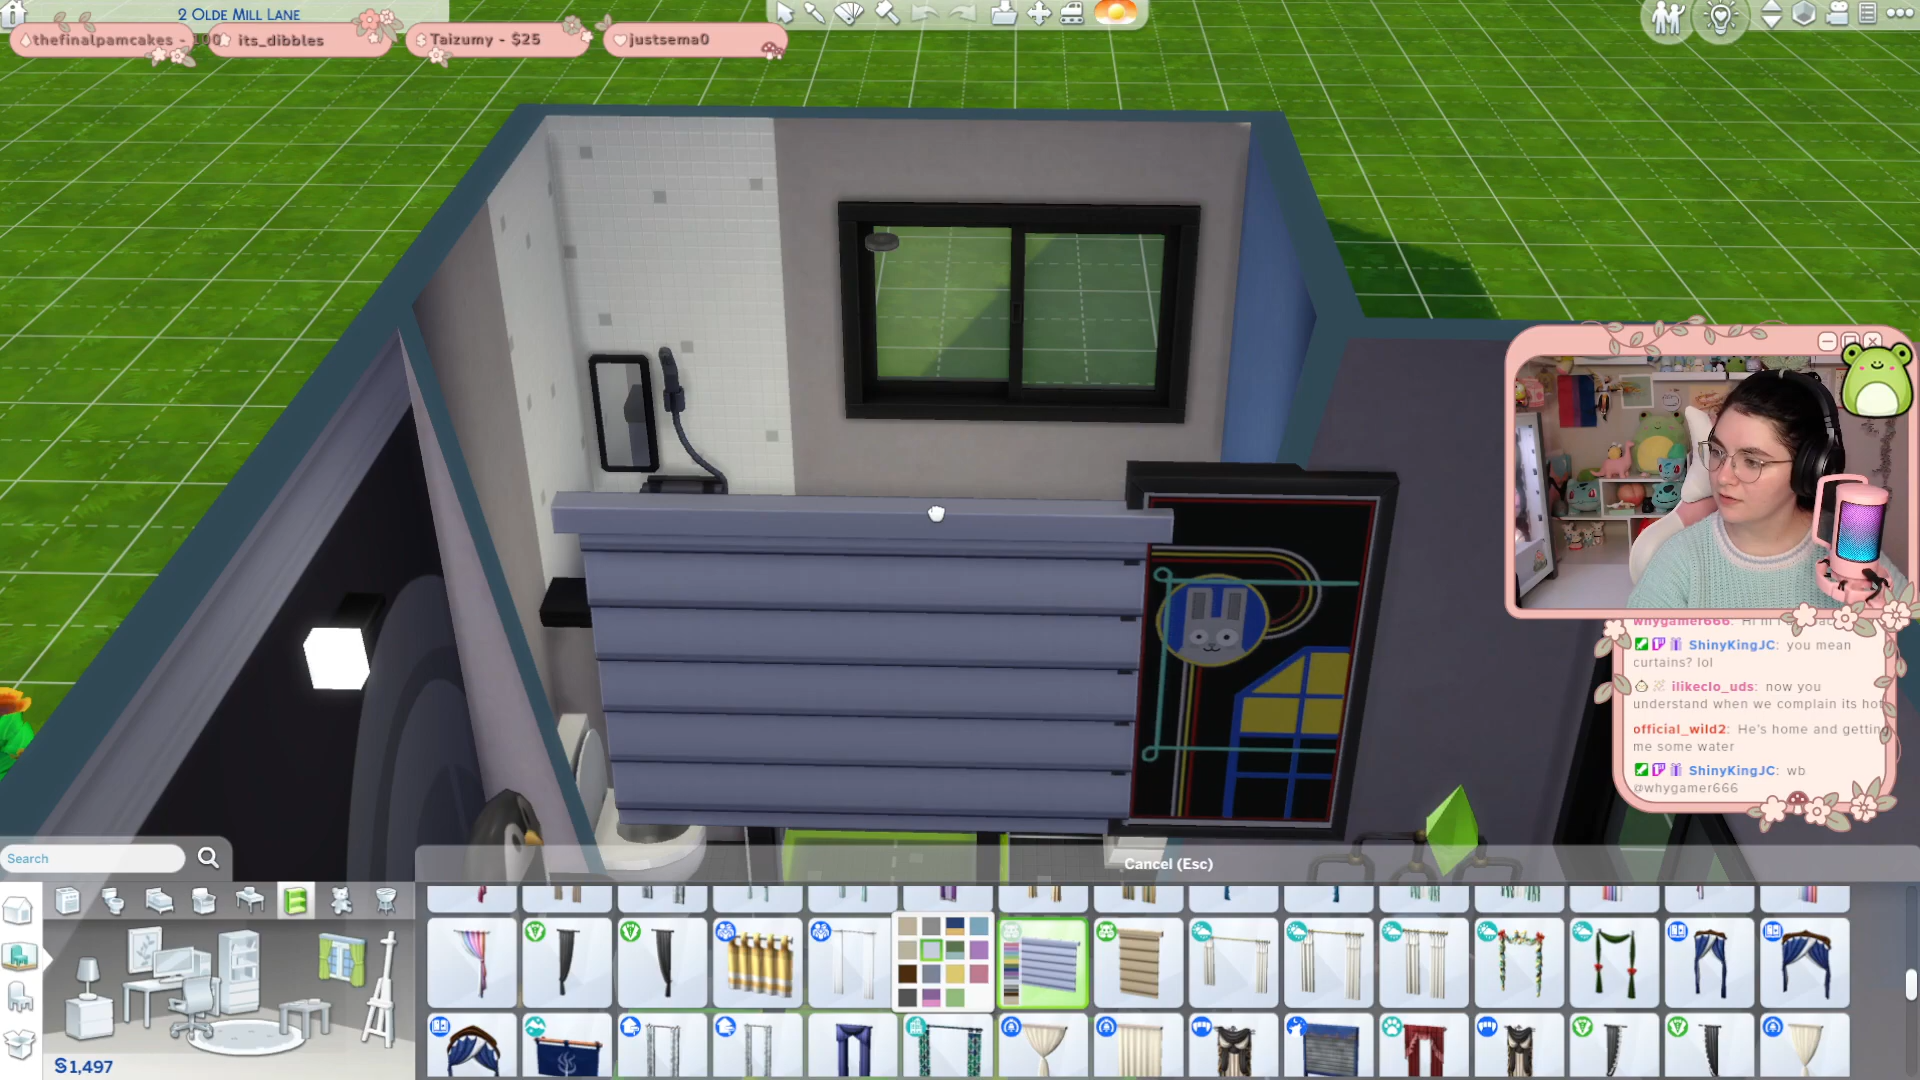 2 Olde Mill Lane
thefinalpamcakes - 100
its_dibbles
Taizumy - $25
justsema0
whygamer666:
ShinyKingJC: you mean
curtains? lol
ilikeclo_uds: now you
understand when we complain its hot
official_wild2: He's home and getting
me some water
ShinyKingJC: wb
@whygamer666
Cancel (Esc)
Search
§1,497